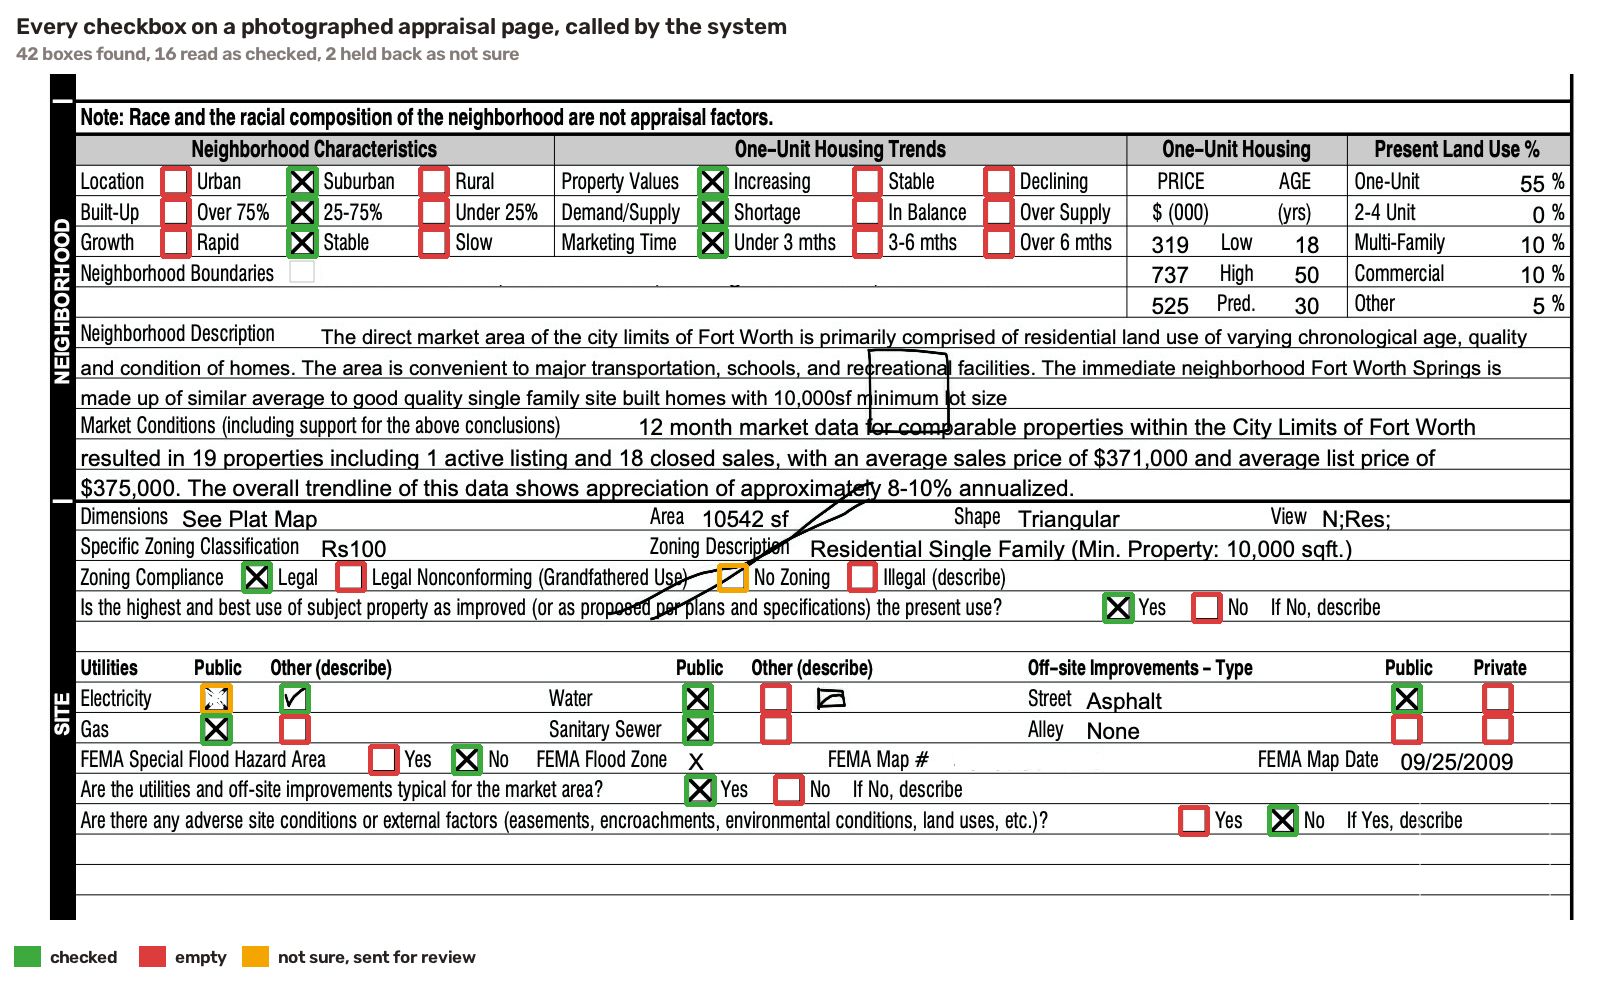 Every checkbox on a photographed appraisal page, called by the system
42 boxes found, 16 read as checked, 2 held back as not sure
NEIGHBORHOOD
Note: Race and the racial composition of the neighborhood are not appraisal factors.
Neighborhood Characteristics One-Unit Housing Trends One-Unit Housing Present Land Use %
Location Urban Suburban Rural Property Values Increasing Stable Declining PRICE AGE One-Unit 55 %
Built-Up Over 75% 25-75% Under 25% Demand/Supply Shortage In Balance Over Supply $ (000) (yrs) 2-4 Unit 0 %
Growth Rapid Stable Slow Marketing Time Under 3 mths 3-6 mths Over 6 mths 319 Low 18 Multi-Family 10 %
Neighborhood Boundaries 737 High 50 Commercial 10 %
525 Pred. 30 Other 5 %
Neighborhood Description The direct market area of the city limits of Fort Worth is primarily comprised of residential land use of varying chronological age, quality
and condition of homes. The area is convenient to major transportation, schools, and recreational facilities. The immediate neighborhood Fort Worth Springs is
made up of similar average to good quality single family site built homes with 10,000sf minimum lot size
Market Conditions (including support for the above conclusions) 12 month market data for comparable properties within the City Limits of Fort Worth
resulted in 19 properties including 1 active listing and 18 closed sales, with an average sales price of $371,000 and average list price of
$375,000. The overall trendline of this data shows appreciation of approximately 8-10% annualized.
SITE
Dimensions See Plat Map Area 10542 sf Shape Triangular View N;Res;
Specific Zoning Classification Rs100 Zoning Description Residential Single Family (Min. Property: 10,000 sqft.)
Zoning Compliance Legal Legal Nonconforming (Grandfathered Use) No Zoning Illegal (describe)
Is the highest and best use of subject property as improved (or as proposed per plans and specifications) the present use? Yes No If No, describe
Utilities Public Other (describe) Public Other (describe) Off-site Improvements - Type Public Private
Electricity Water Street Asphalt
Gas Sanitary Sewer Alley None
FEMA Special Flood Hazard Area Yes No FEMA Flood Zone X FEMA Map # FEMA Map Date 09/25/2009
Are the utilities and off-site improvements typical for the market area? Yes No If No, describe
Are there any adverse site conditions or external factors (easements, encroachments, environmental conditions, land uses, etc.)? Yes No If Yes, describe
checked empty not sure, sent for review